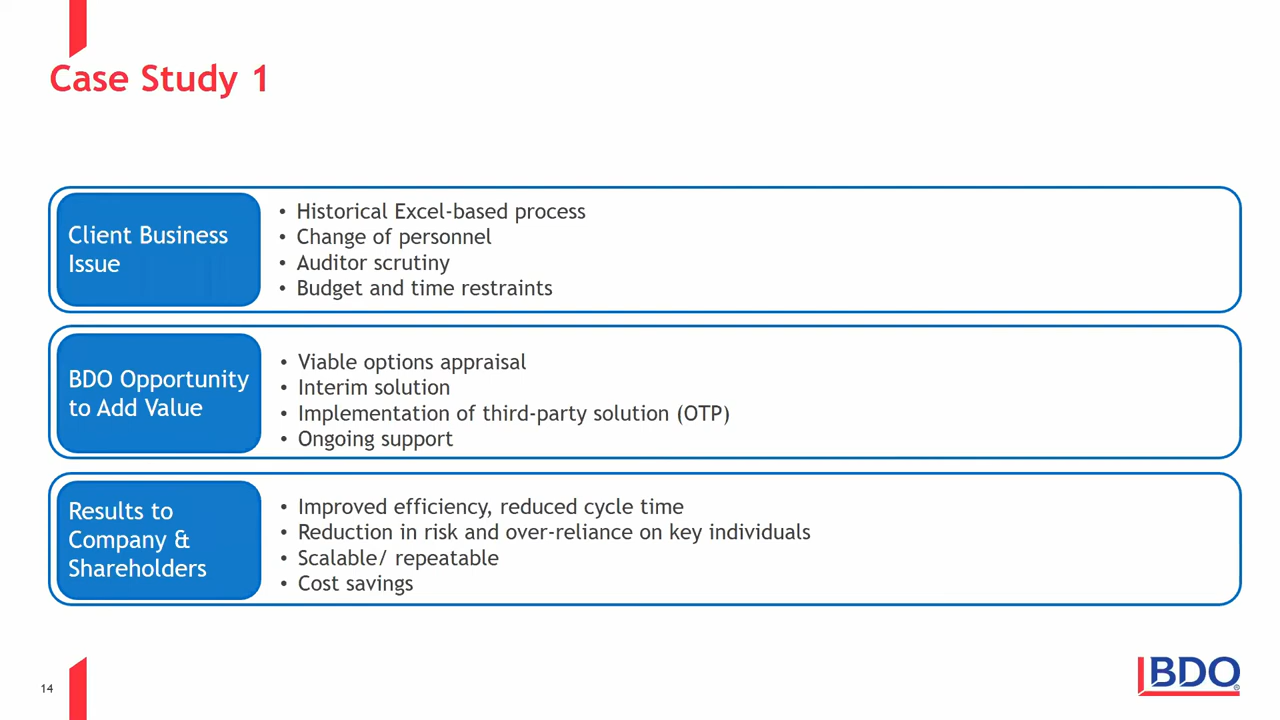 Case Study 1
Client Business
Issue
• Historical Excel-based process
• Change of personnel
• Auditor scrutiny
• Budget and time restraints
BDO Opportunity
to Add Value
• Viable options appraisal
• Interim solution
• Implementation of third-party solution (OTP)
• Ongoing support
Results to
Company &
Shareholders
• Improved efficiency, reduced cycle time
• Reduction in risk and over-reliance on key individuals
• Scalable/ repeatable
• Cost savings
14
BDO®